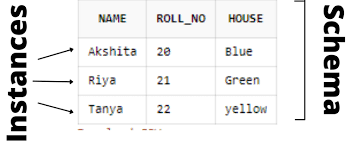 Instances
NAME ROLL_NO HOUSE
Akshita 20 Blue
Riya 21 Green
Tanya 22 yellow
Schema